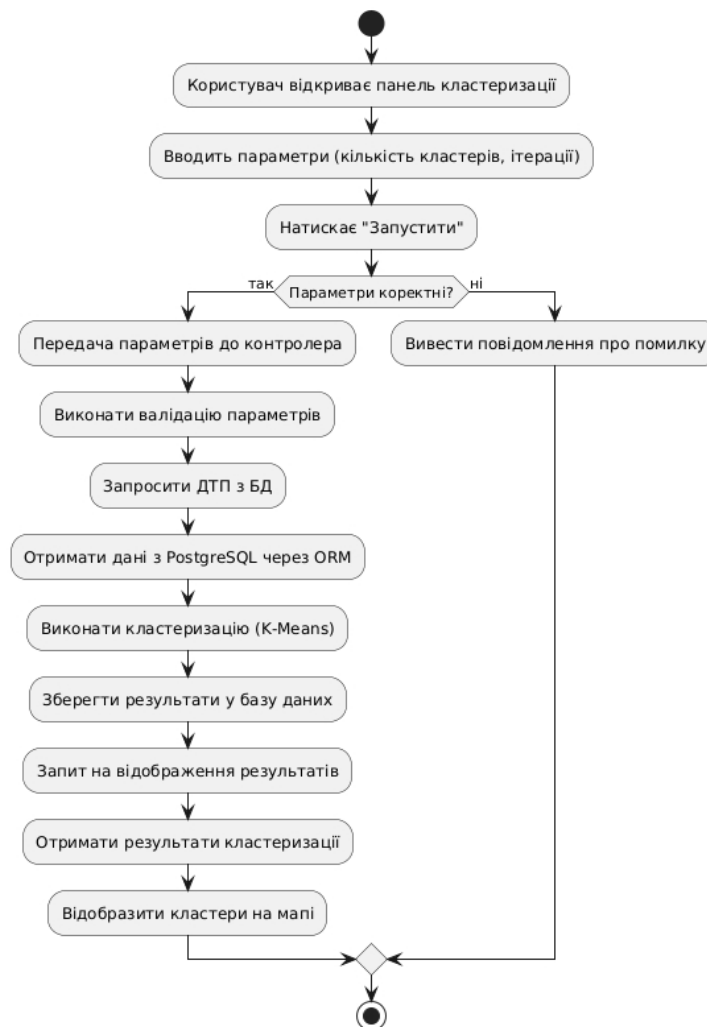 Користувач відкриває панель кластеризації
Вводить параметри (кількість кластерів, ітерації)
Натискає "Запустити"
так
Параметри коректні?
ні
Передача параметрів до контролера
Вивести повідомлення про помилку
Виконати валідацію параметрів
Запросити ДТП з БД
Отримати дані з PostgreSQL через ORM
Виконати кластеризацію (K-Means)
Зберегти результати у базу даних
Запит на відображення результатів
Отримати результати кластеризації
Відобразити кластери на мапі